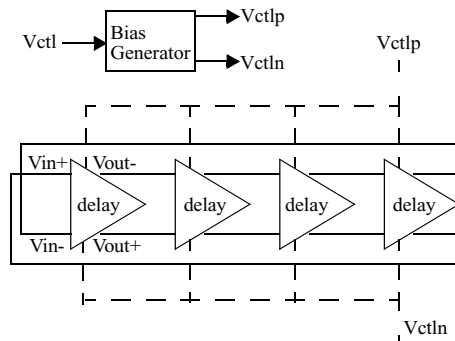 Vctl
Bias
Generator
Vctlp
Vctln
Vctlp
Vin+
Vout-
delay
delay
delay
delay
Vin-
Vout+
Vctln